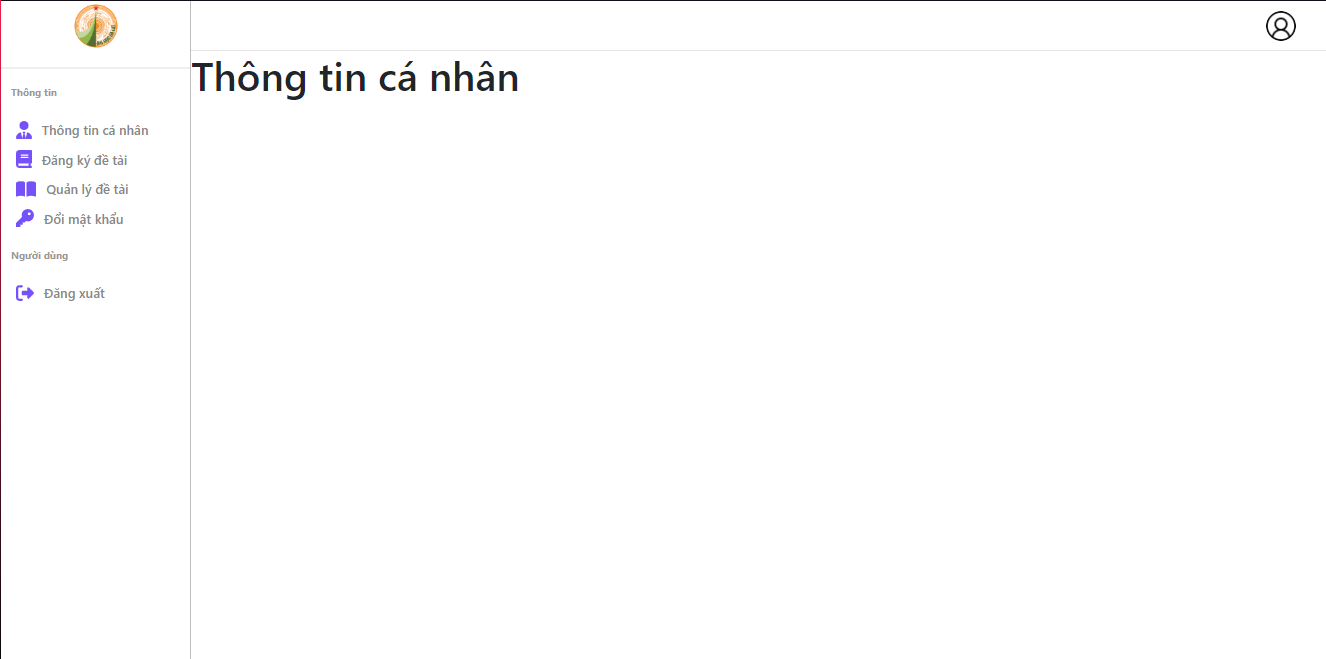 Thông tin cá nhân
Thông tin
Thông tin cá nhân
Đăng ký đề tài
Quản lý đề tài
Đổi mật khẩu
Người dùng
Đăng xuất